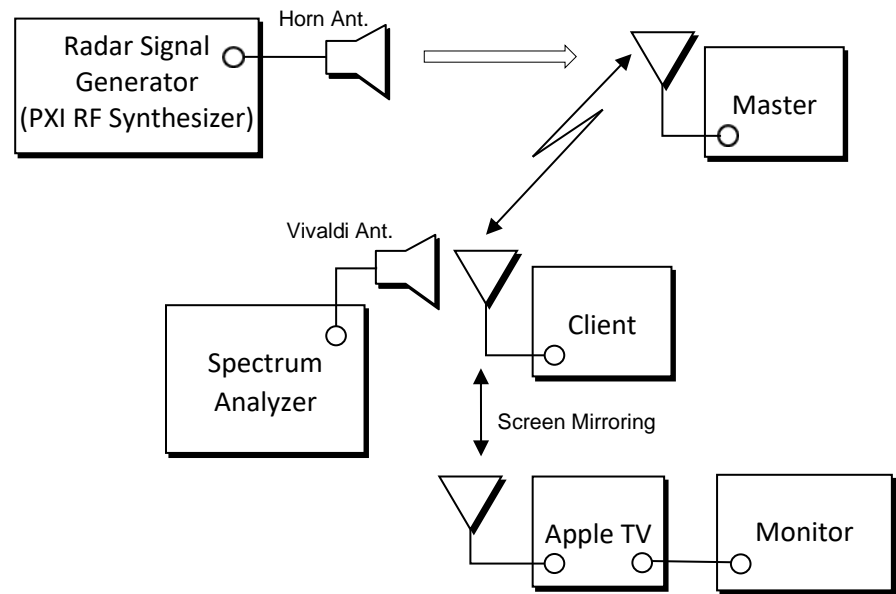 Horn Ant.
Radar Signal
Generator
(PXI RF Synthesizer)
Master
Vivaldi Ant.
Client
Spectrum
Analyzer
Screen Mirroring
Apple TV
Monitor